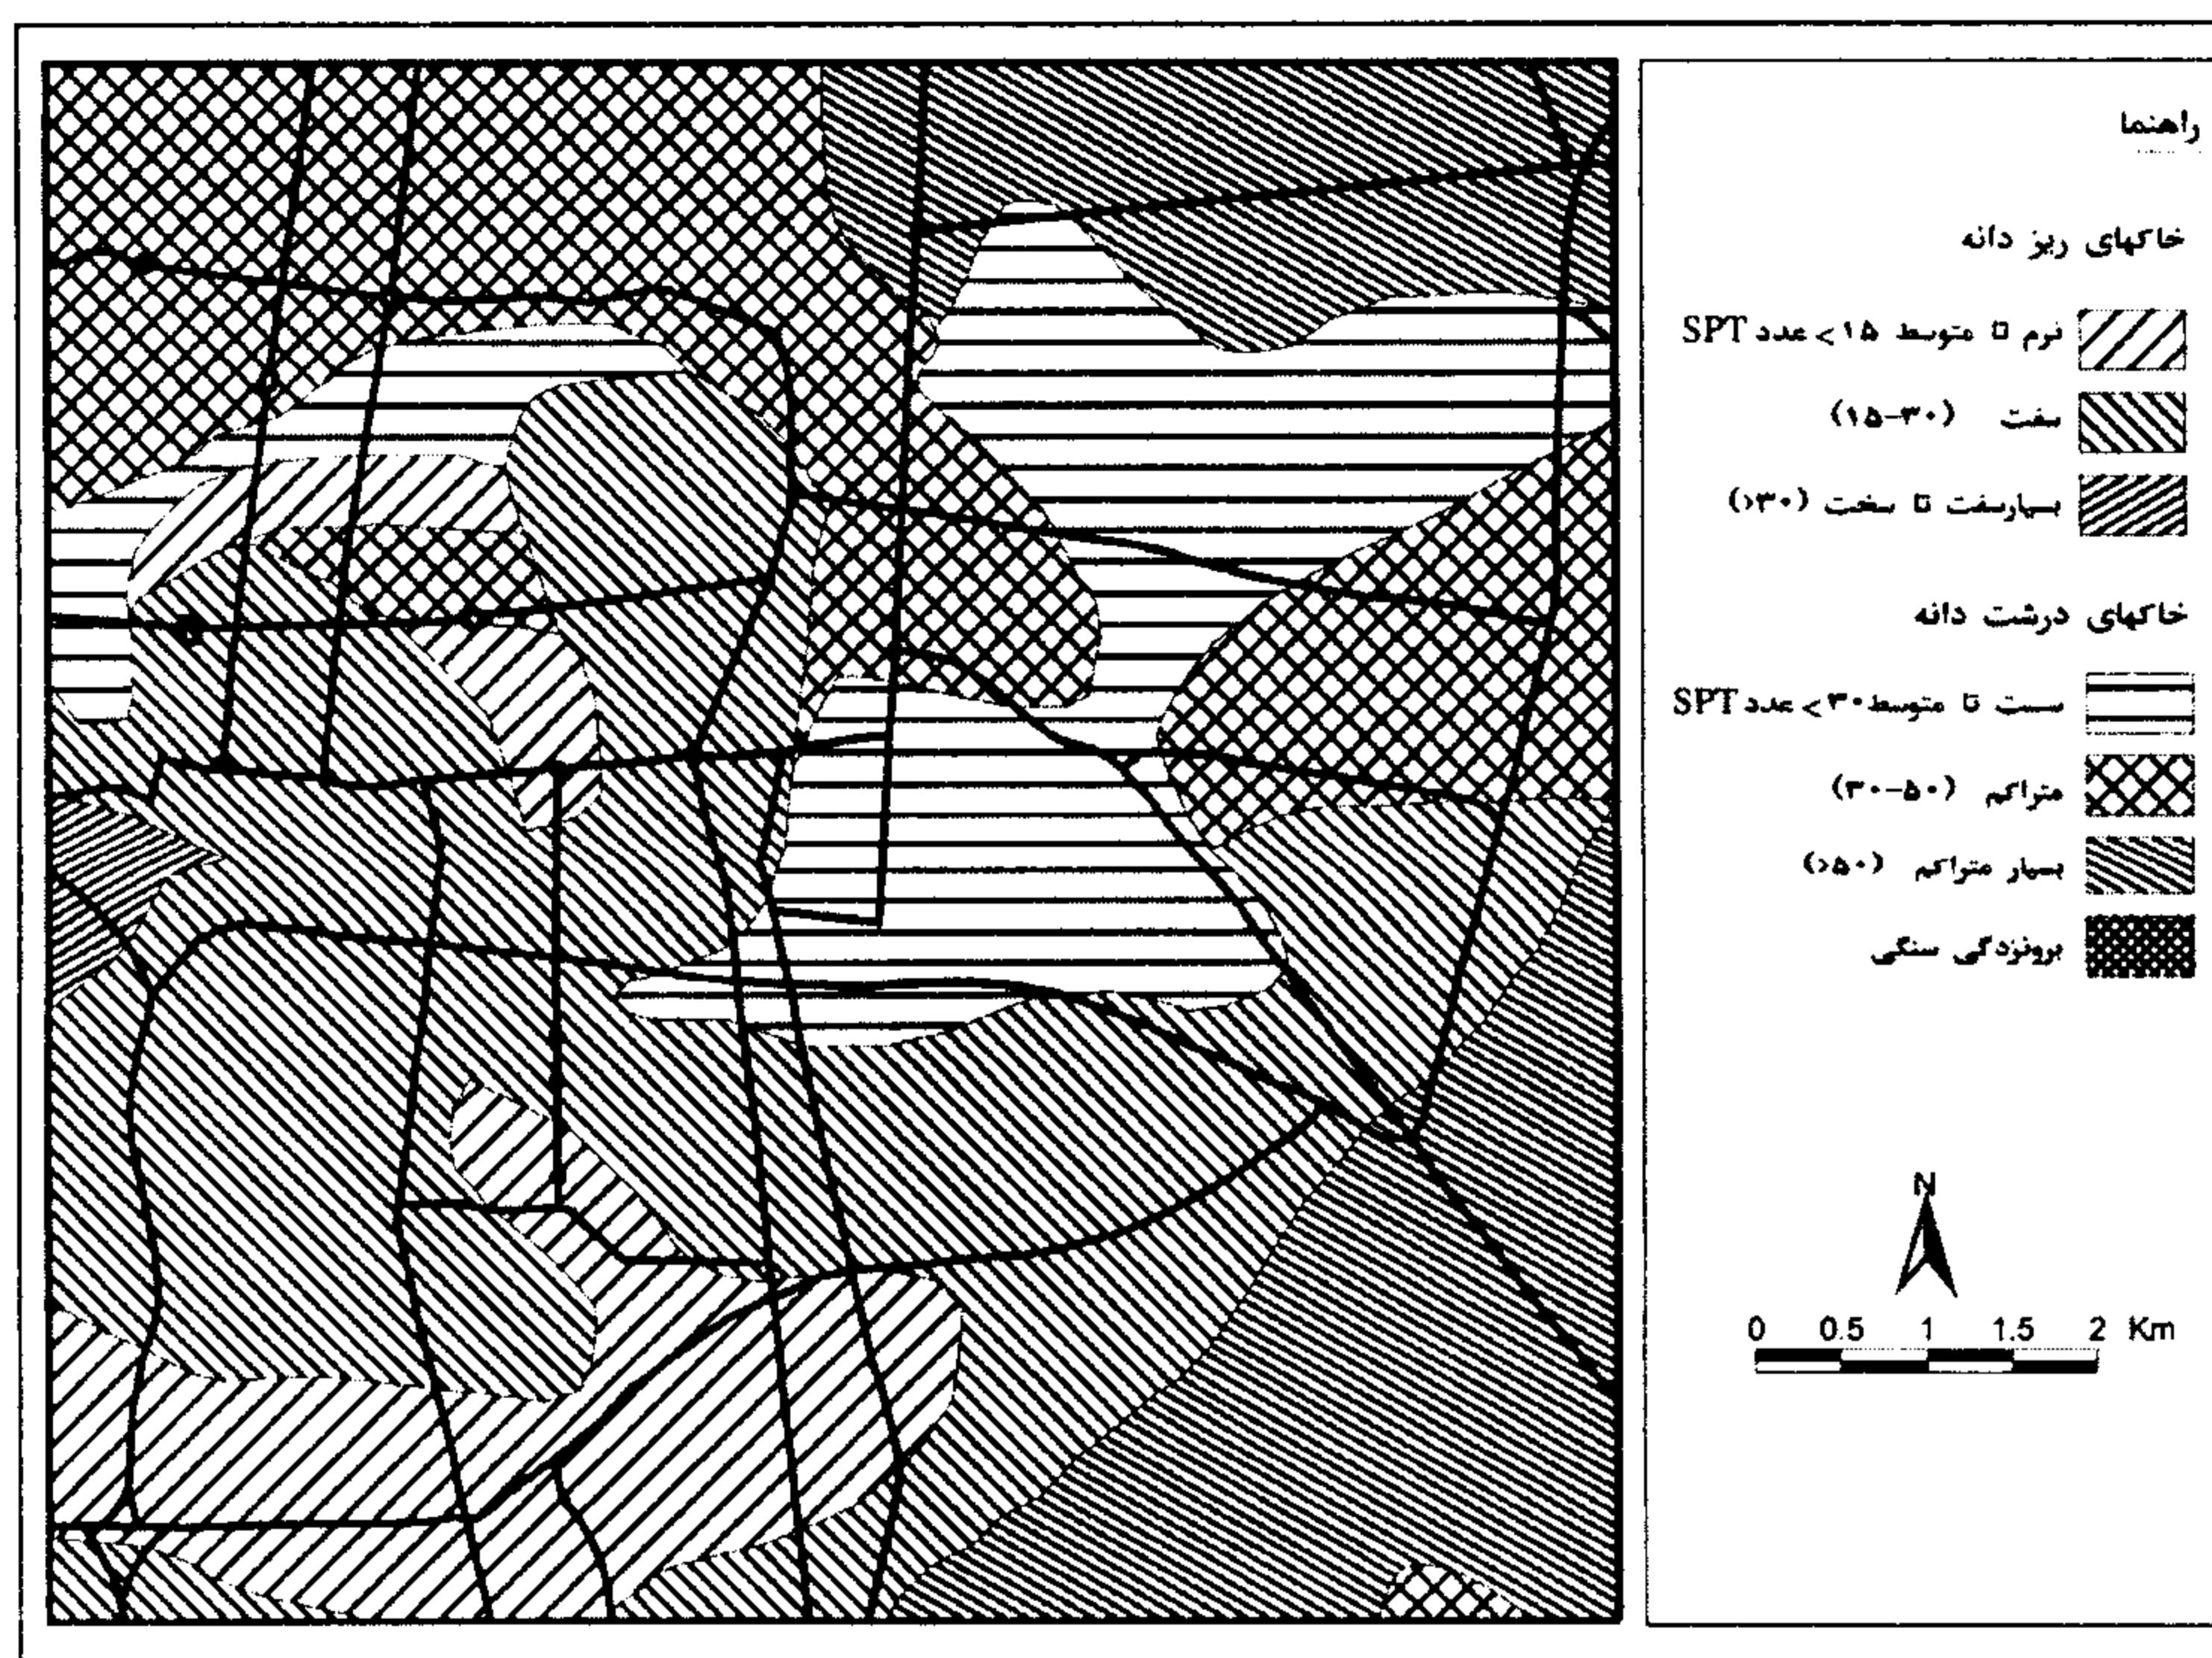 راهنما
خاکهای ریز دانه
نرم تا متوسط ۱۵ > عدد SPT
سفت (۱۵-۳۰)
بسیارسفت تا سخت (>۳۰)
خاکهای درشت دانه
سست تا متوسط ۳۰ > عدد SPT
متراکم (۳۰-۵۰)
بسیار متراکم (>۵۰)
برونزدگی سنگی
N
0 0.5 1 1.5 2 Km